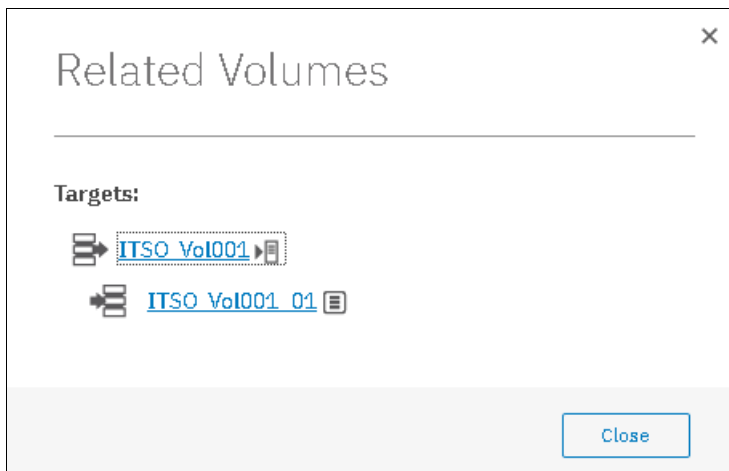 Related Volumes
Targets:
ITSO_Vol001
ITSO_Vol001_01
Close